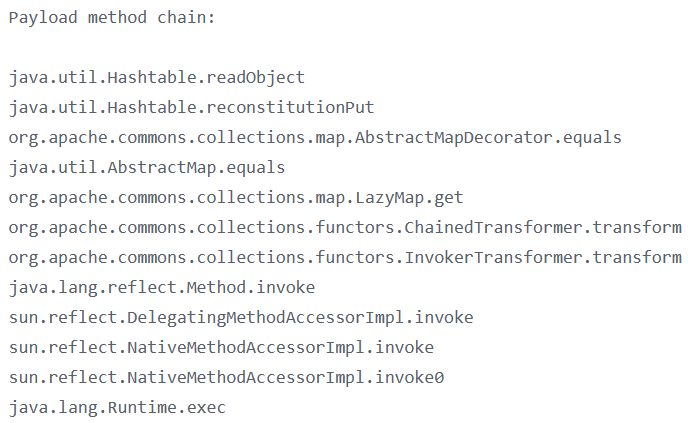 Payload method chain:
java.util.Hashtable.readObject
java.util.Hashtable.reconstitutionPut
org.apache.commons.collections.map.AbstractMapDecorator.equals
java.util.AbstractMap.equals
org.apache.commons.collections.map.LazyMap.get
org.apache.commons.collections.functors.ChainedTransformer.transform
org.apache.commons.collections.functors.InvokerTransformer.transform
java.lang.reflect.Method.invoke
sun.reflect.DelegatingMethodAccessorImpl.invoke
sun.reflect.NativeMethodAccessorImpl.invoke
sun.reflect.NativeMethodAccessorImpl.invoke0
java.lang.Runtime.exec